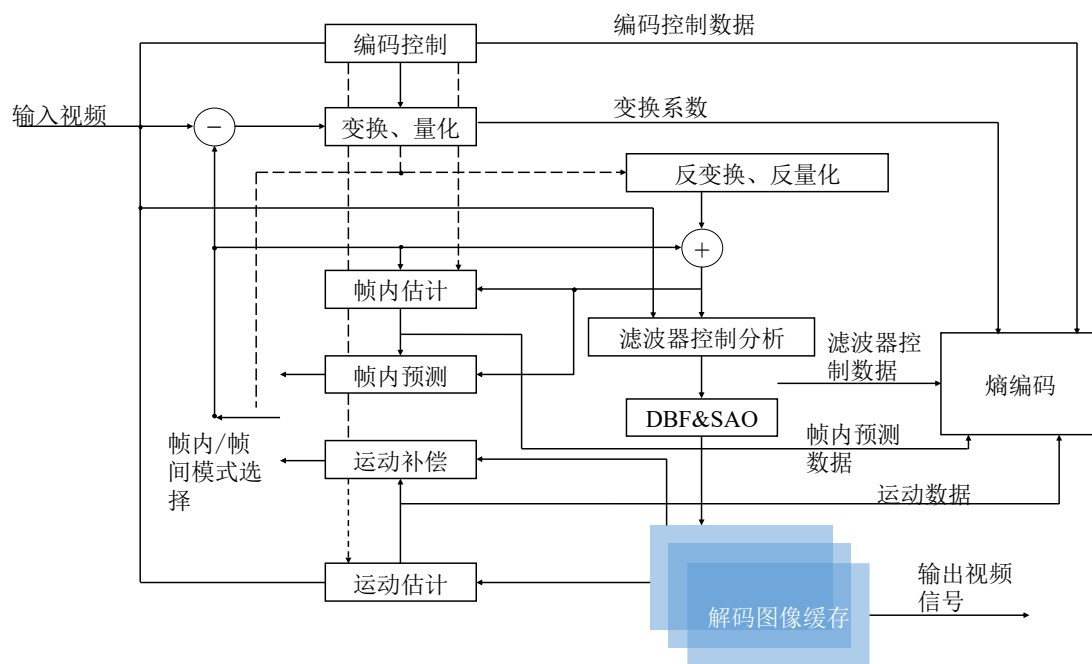 编码控制
编码控制数据
输入视频
−
变换、量化
变换系数
反变换、反量化
+
帧内估计
滤波器控制分析
滤波器控
制数据
熵编码
帧内预测
DBF&SAO
帧内/帧
间模式选
择
运动补偿
帧内预测
数据
运动数据
运动估计
解码图像缓存
输出视频
信号